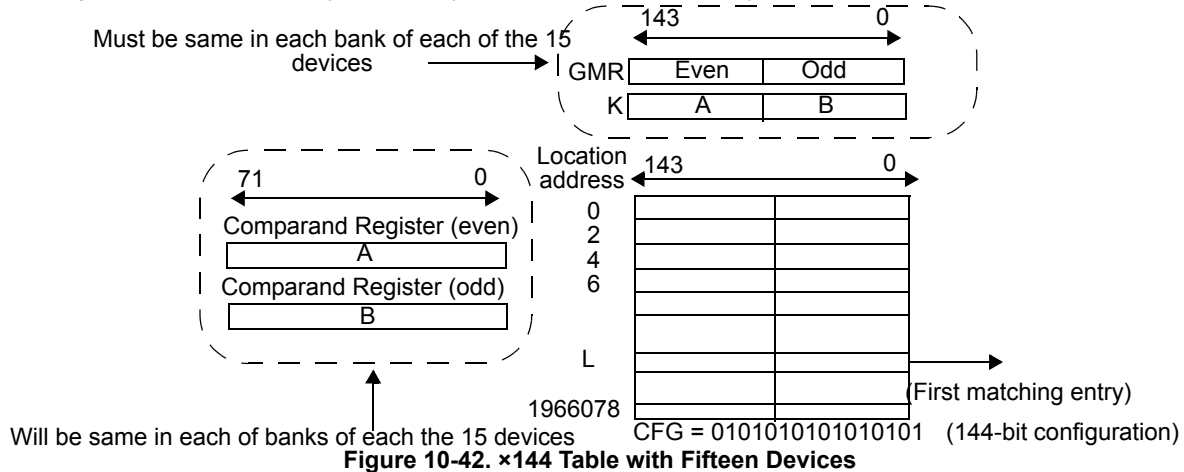 143 0
Must be same in each bank of each of the 15
devices
GMR Even Odd
K A B
Location
address
143 0
71 0
Comparand Register (even)
A
Comparand Register (odd)
B
0
2
4
6
L
(First matching entry)
1966078
Will be same in each of banks of each the 15 devices
CFG = 0101010101010101 (144-bit configuration)
Figure 10-42. ×144 Table with Fifteen Devices